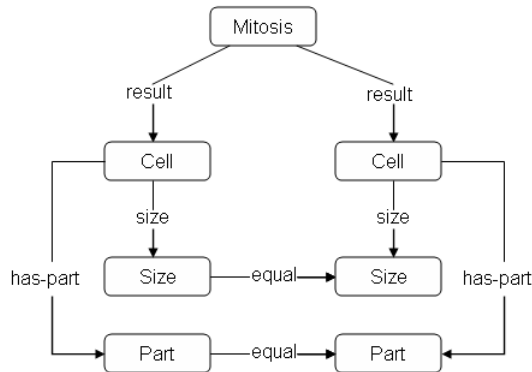 Mitosis
result result
Cell Cell
size size
has-part has-part
Size equal Size
Part equal Part